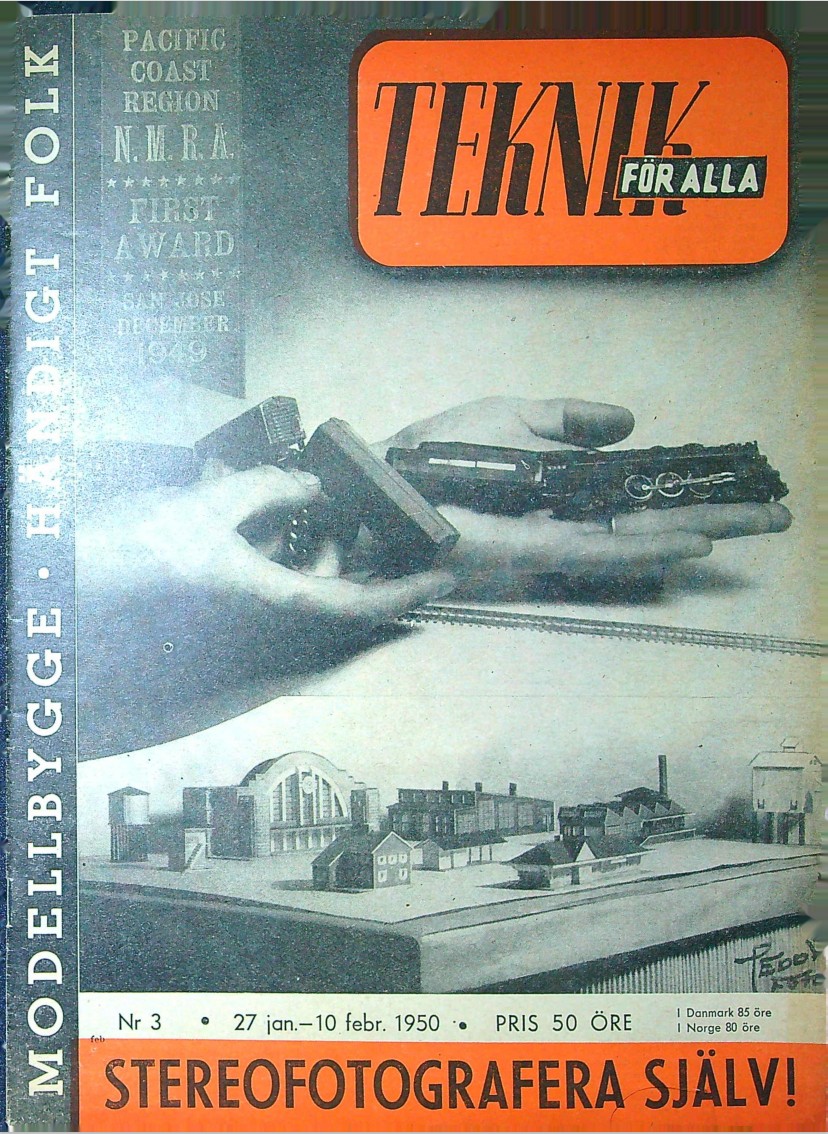 MODELLBYGGE • HÄNDIGT FOLK
PACIFIC
COAST
REGION
N.M.R.A.
FIRST
AWARD
SAN JOSE
DECEMBER
1949
TEKNIK
FÖR ALLA
Nr 3 • 27 jan.–10 febr. 1950 • PRIS 50 ÖRE
I Danmark 85 öre
I Norge 80 öre
feb
STEREOFOTOGRAFERA SJÄLV!